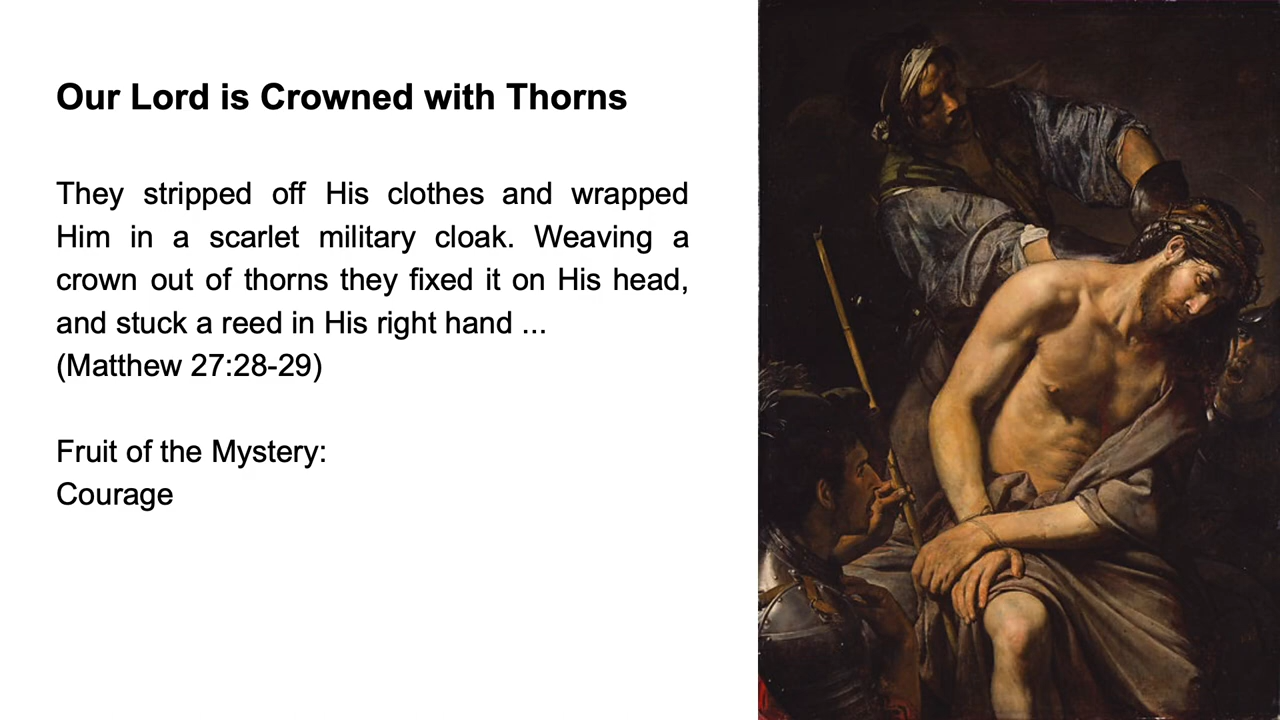 Our Lord is Crowned with Thorns
They stripped off His clothes and wrapped
Him in a scarlet military cloak. Weaving a
crown out of thorns they fixed it on His head,
and stuck a reed in His right hand ...
(Matthew 27:28-29)
Fruit of the Mystery:
Courage